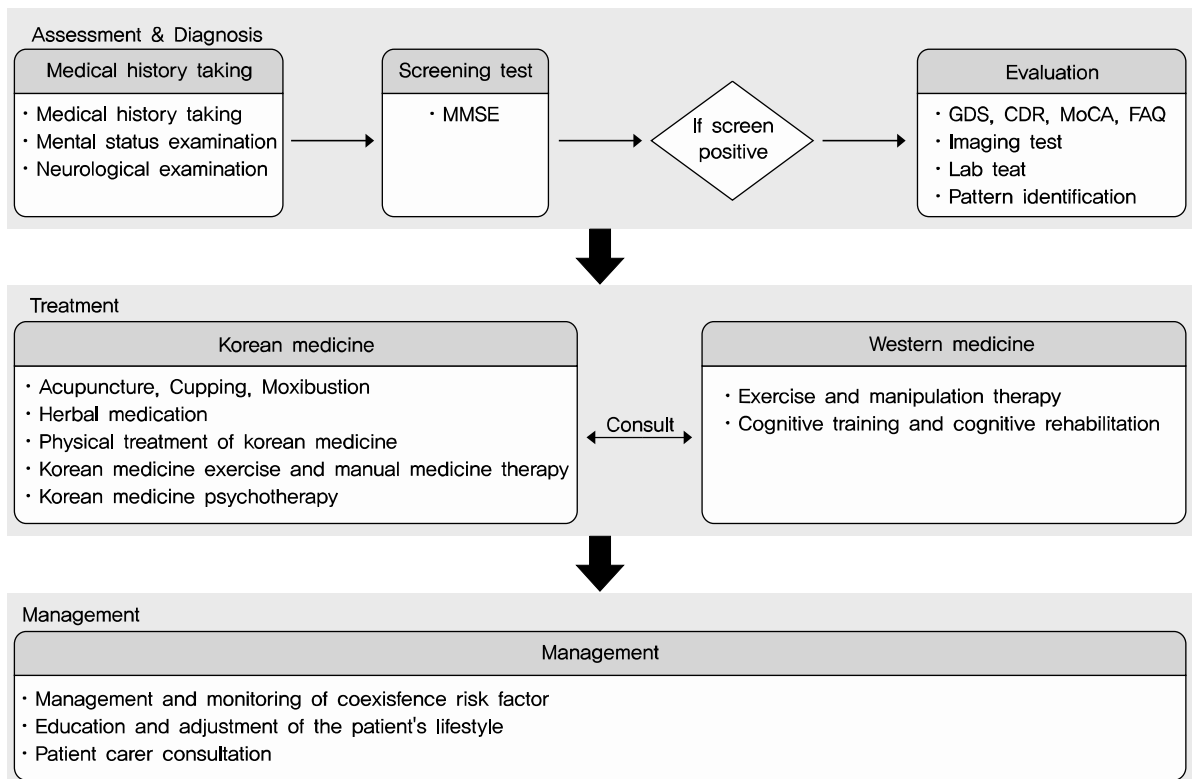 Assessment & Diagnosis
Medical history taking
· Medical history taking
· Mental status examination
· Neurological examination
Screening test
· MMSE
If screen
positive
Evaluation
· GDS, CDR, MoCA, FAQ
· Imaging test
· Lab teat
· Pattern identification
Treatment
Korean medicine
· Acupuncture, Cupping, Moxibustion
· Herbal medication
· Physical treatment of korean medicine
· Korean medicine exercise and manual medicine therapy
· Korean medicine psychotherapy
Consult
Western medicine
· Exercise and manipulation therapy
· Cognitive training and cognitive rehabilitation
Management
Management
· Management and monitoring of coexisfence risk factor
· Education and adjustment of the patient's lifestyle
· Patient carer consultation